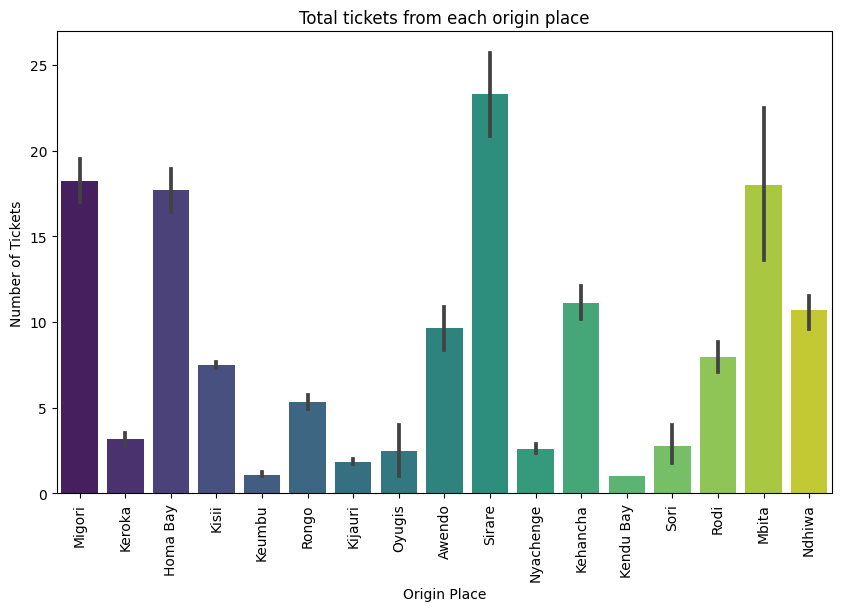 Total tickets from each origin place
Number of Tickets
25
20
15
10
5
0
Migori
Keroka
Homa Bay
Kisii
Keumbu
Rongo
Kijauri
Oyugis
Awendo
Sirare
Nyachenge
Kehancha
Kendu Bay
Sori
Rodi
Mbita
Ndhiwa
Origin Place